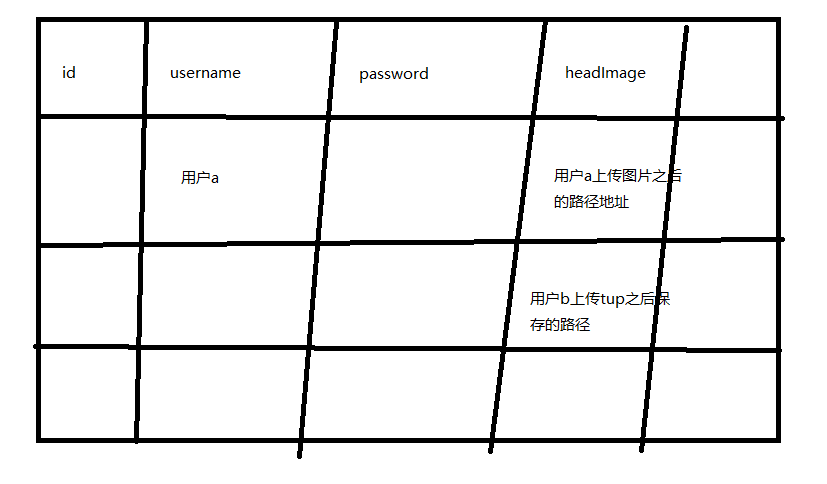 id username password headImage
用户a
用户a上传图片之后
的路径地址
用户b上传tup之后保
存的路径